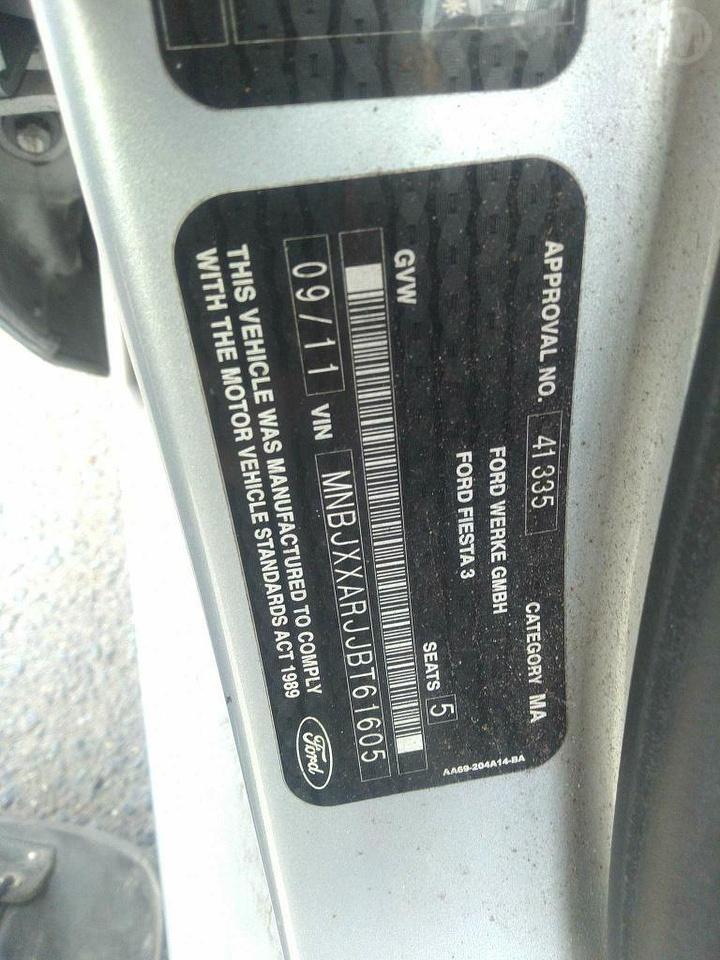 APPROVAL NO. 41335 CATEGORY MA
FORD WERKE GMBH
FORD FIESTA 3
GVW SEATS 5
09/11 VIN MNBJXXARJJBT61605
THIS VEHICLE WAS MANUFACTURED TO COMPLY
WITH THE MOTOR VEHICLE STANDARDS ACT 1989
Ford
AA69-204A14-BA